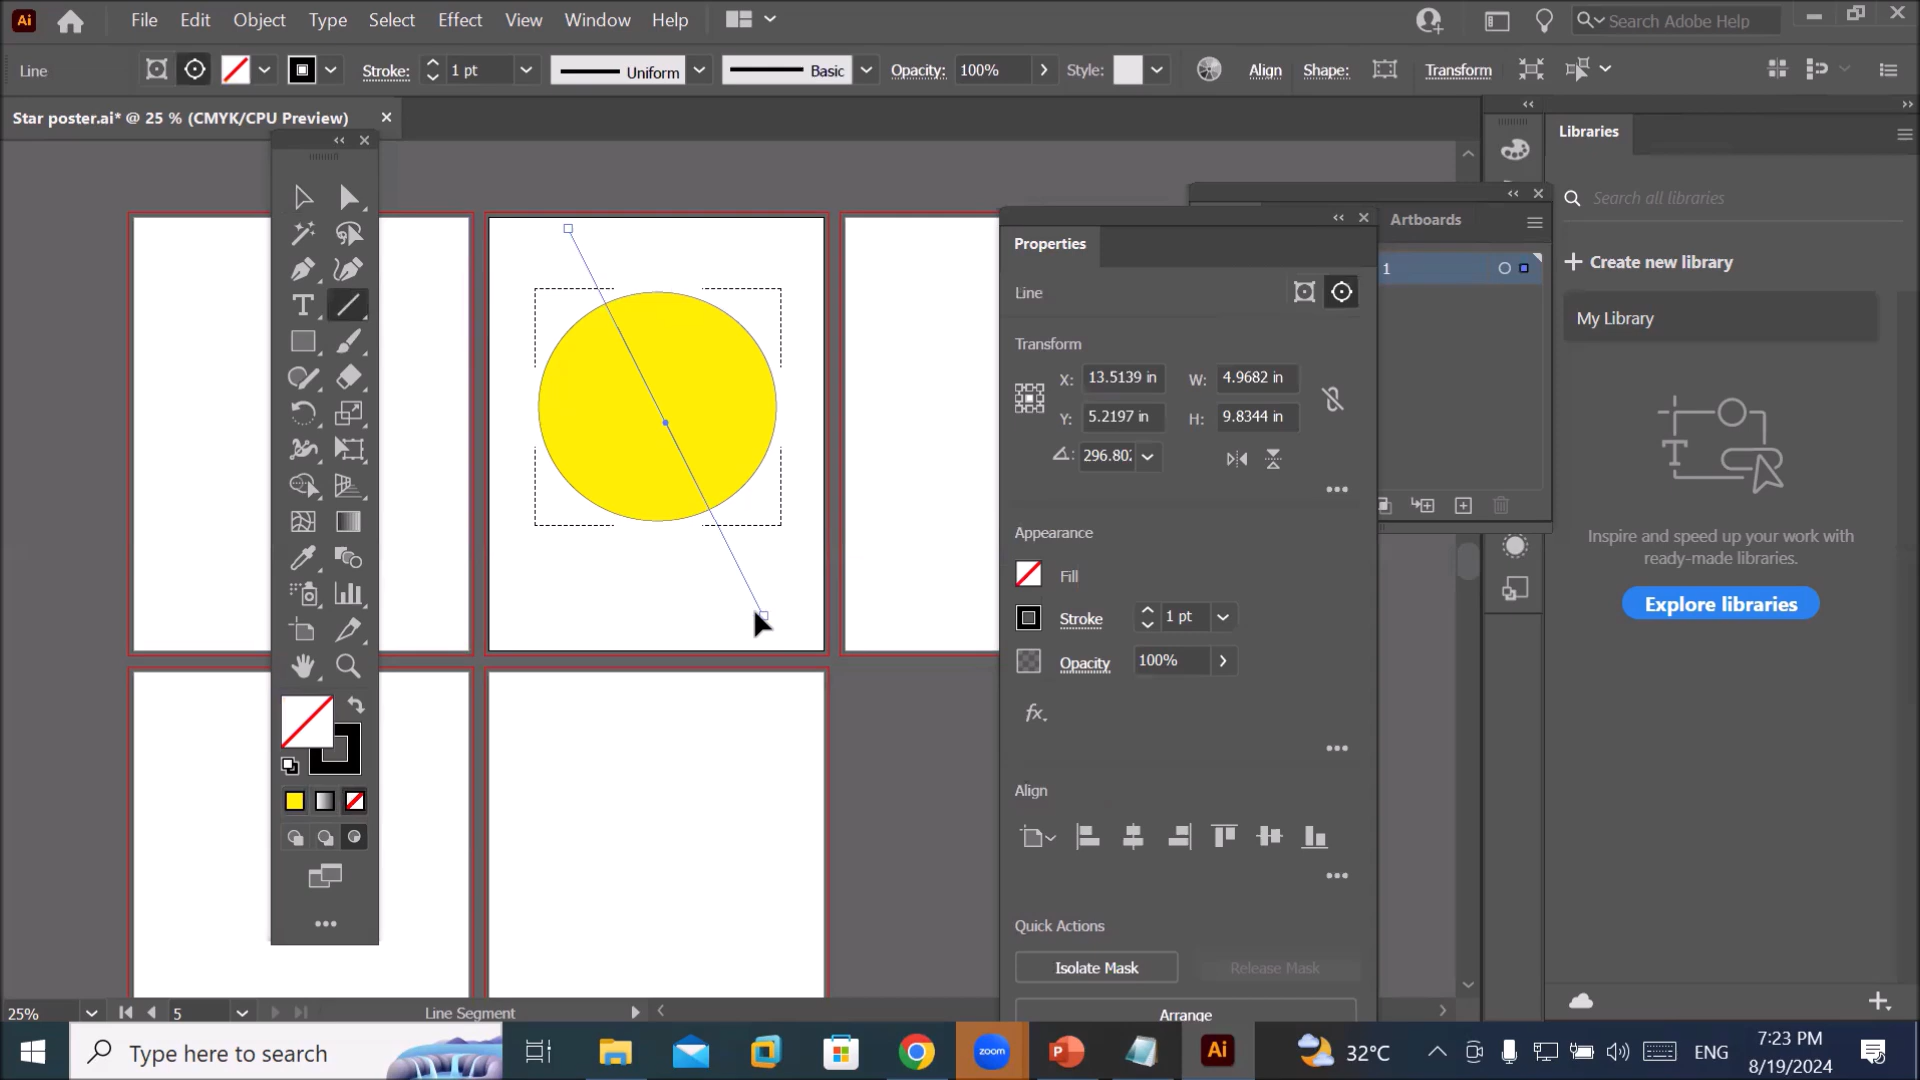 Ai File Edit Object Type Select Effect View Window Help Search Adobe Help
Line Stroke: 1 pt Uniform Basic Opacity: 100% Style: Align Shape: Transform
Star poster.ai* @ 25 % (CMYK/CPU Preview)
Libraries
Search all libraries
Artboards
Properties
Create new library
1
Line
My Library
Transform
X: 13.5139 in W: 4.9682 in
Y: 5.2197 in H: 9.8344 in
296.80
Appearance
Inspire and speed up your work with
ready-made libraries.
Fill
Explore libraries
Stroke 1 pt
Opacity 100%
fx.
Align
Quick Actions
Isolate Mask Release Mask
Arrange
25% 5 Line Segment
Type here to search zoom Ai 32°C ENG 7:23 PM
8/19/2024